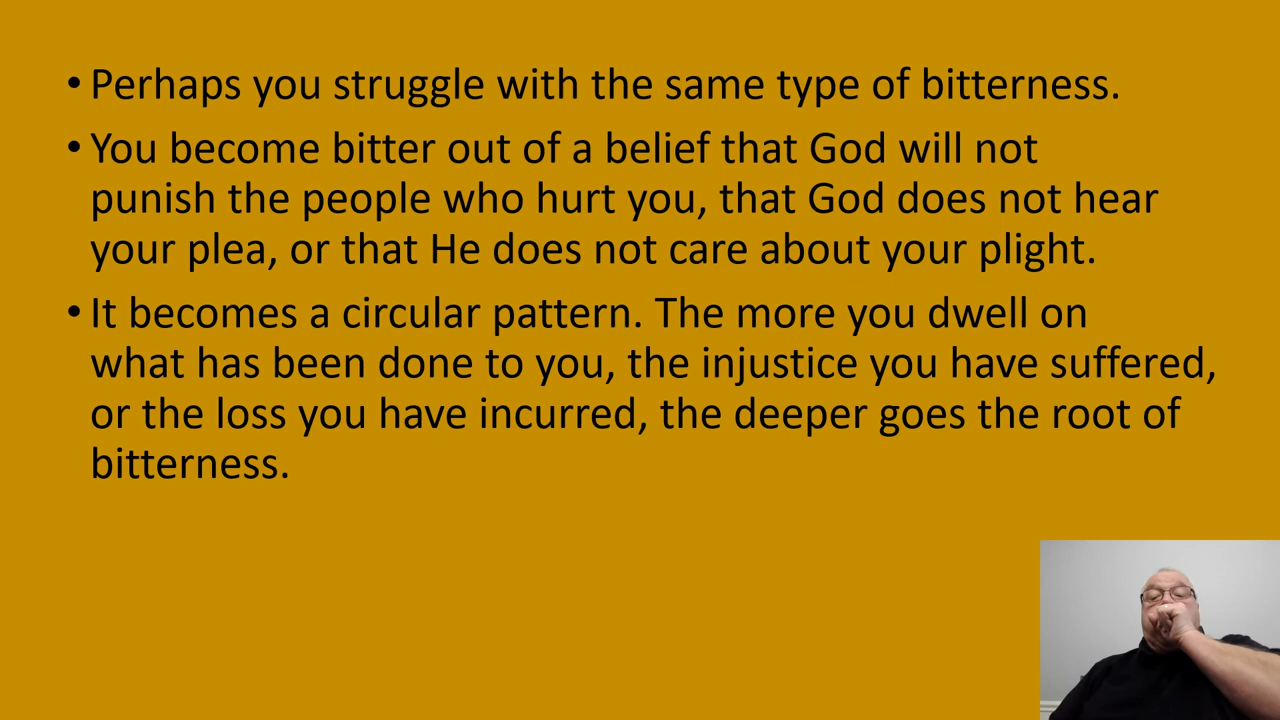 • Perhaps you struggle with the same type of bitterness.
• You become bitter out of a belief that God will not
punish the people who hurt you, that God does not hear
your plea, or that He does not care about your plight.
• It becomes a circular pattern. The more you dwell on
what has been done to you, the injustice you have suffered,
or the loss you have incurred, the deeper goes the root of
bitterness.